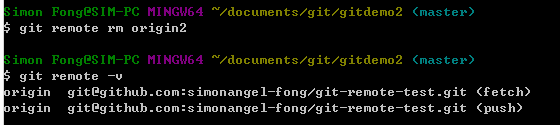 Simon Fong@SIM-PC MINGW64 ~/documents/git/gitdemo2 (master)
$ git remote rm origin2
Simon Fong@SIM-PC MINGW64 ~/documents/git/gitdemo2 (master)
$ git remote -v
origin  git@github.com:simonangel-fong/git-remote-test.git (fetch)
origin  git@github.com:simonangel-fong/git-remote-test.git (push)